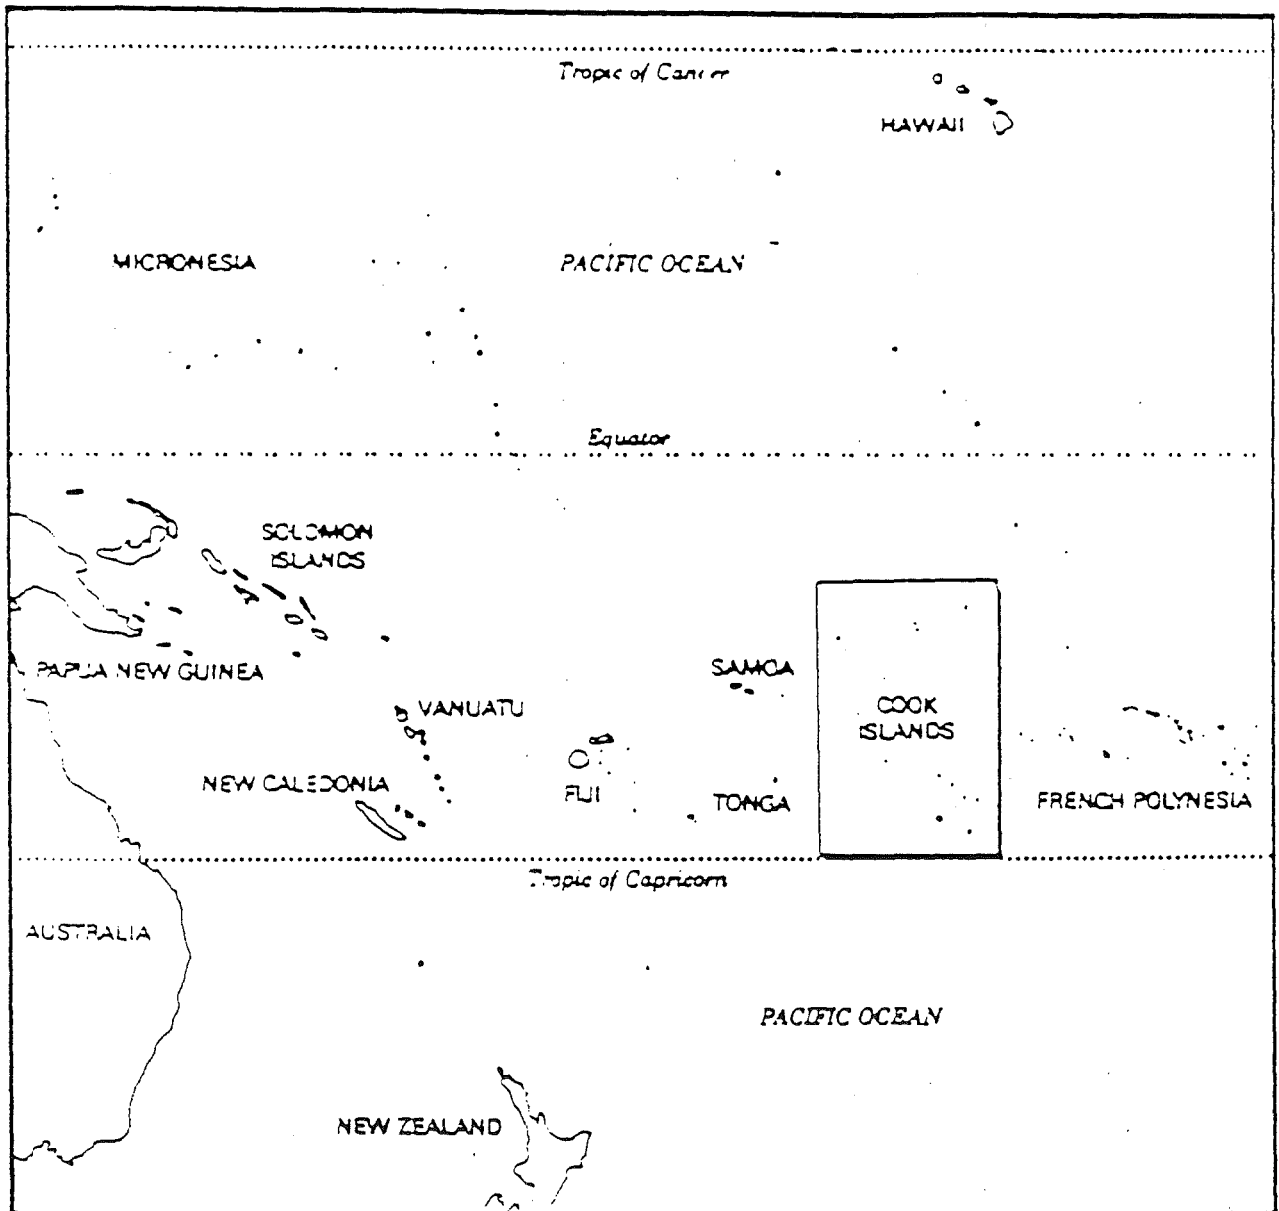 Tropic of Cancer
HAWAII
MICRONESIA
PACIFIC OCEAN
Equator
SOLOMON
ISLANDS
PAPUA NEW GUINEA
SAMOA
VANUATU
COOK
ISLANDS
NEW CALEDONIA
FIJI
TONGA
FRENCH POLYNESIA
Tropic of Capricorn
AUSTRALIA
PACIFIC OCEAN
NEW ZEALAND